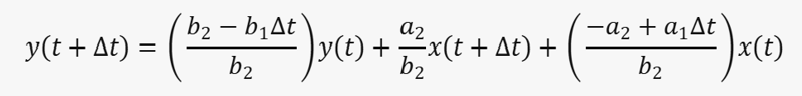 y(t + Δt) = ((b₂ − b₁Δt)/b₂) y(t) + (a₂/b₂) x(t + Δt) + ((−a₂ + a₁Δt)/b₂) x(t)